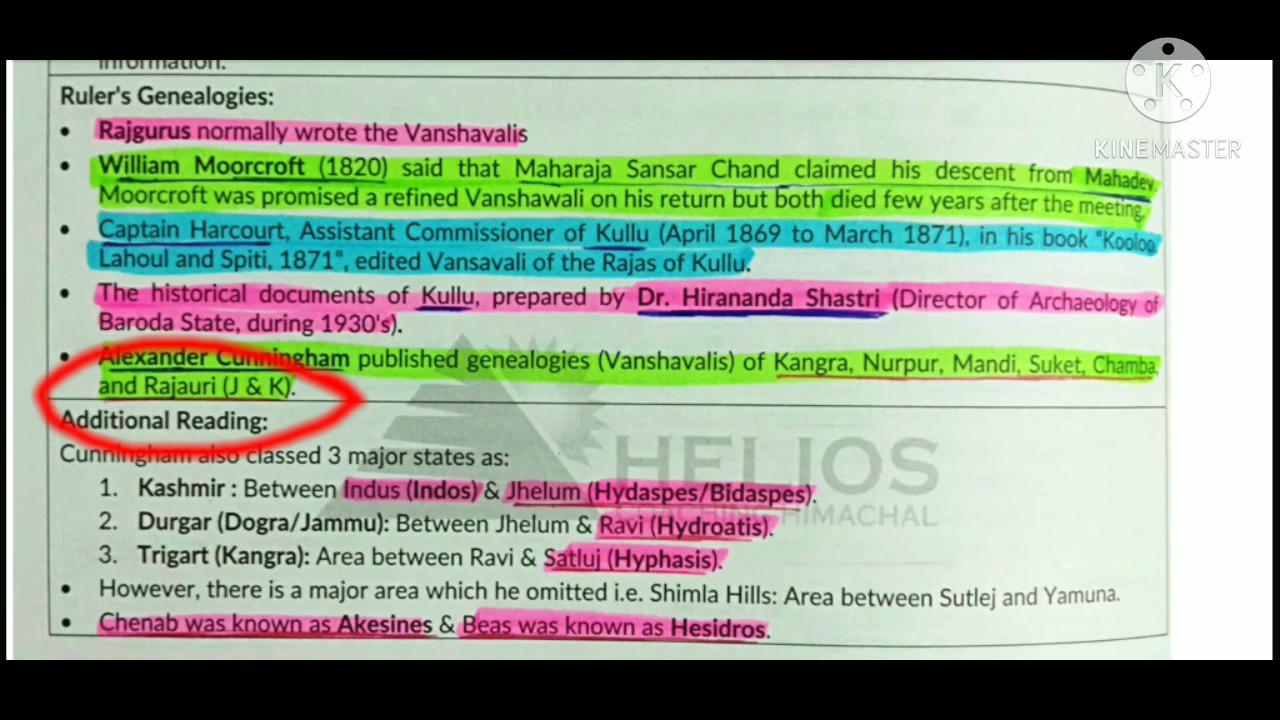 information.
KINEMASTER
Ruler's Genealogies:
• Rajgurus normally wrote the Vanshavalis
• William Moorcroft (1820) said that Maharaja Sansar Chand claimed his descent from Mahadev.
Moorcroft was promised a refined Vanshawali on his return but both died few years after the meeting.
• Captain Harcourt, Assistant Commissioner of Kullu (April 1869 to March 1871), in his book "Kooloo
Lahoul and Spiti, 1871", edited Vansavali of the Rajas of Kullu.
• The historical documents of Kullu, prepared by Dr. Hirananda Shastri (Director of Archaeology of
Baroda State, during 1930's).
• Alexander Cunningham published genealogies (Vanshavalis) of Kangra, Nurpur, Mandi, Suket, Chamba,
and Rajauri (J & K).
Additional Reading:
Cunningham also classed 3 major states as:
HELIOS
1. Kashmir : Between Indus (Indos) & Jhelum (Hydaspes/Bidaspes).
COACHING HIMACHAL
2. Durgar (Dogra/Jammu): Between Jhelum & Ravi (Hydroatis).
3. Trigart (Kangra): Area between Ravi & Satluj (Hyphasis).
• However, there is a major area which he omitted i.e. Shimla Hills: Area between Sutlej and Yamuna.
• Chenab was known as Akesines & Beas was known as Hesidros.